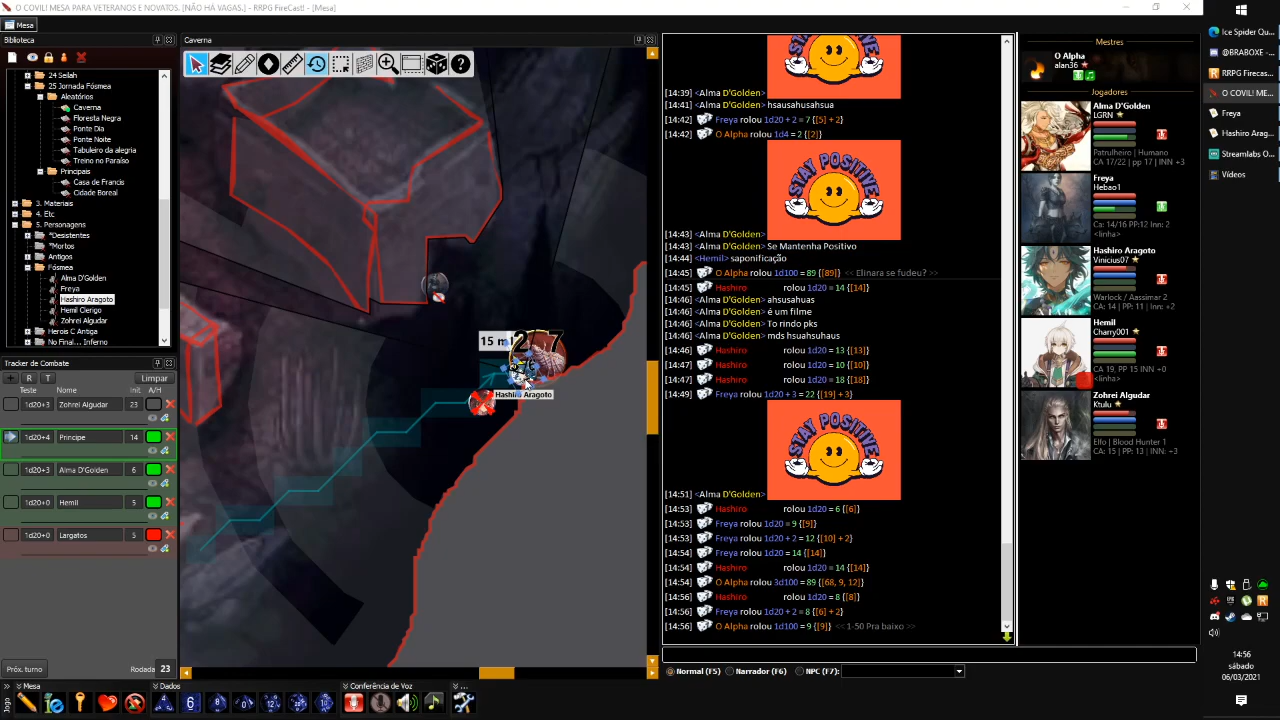 O COVIL! MESA PARA VETERANOS E NOVATOS. [NÃO HÁ VAGAS.] - RRPG FireCast! - [Mesa]
Mesa
Biblioteca
24 Selah
25 Jornada Fósmea
Aleatórios
Caverna
Floresta Negra
Ponte Dia
Ponte Noite
Tabuleiro da alegria
Treino no Paraíso
Principais
Casa de Francis
Cidade Boreal
3. Materiais
4. Etc
5. Personagens
*Desistentes
*Mortos
Antigos
Fósmea
Alma D'Golden
Freya
Hashiro Aragoto
Hemil Clerigo
Zohrei Algudar
Herois C Antiga
No Final... Inferno
Tracker de Combate
R
T
Limpar
Teste Nome Init A/H
1d20+3 Zohrei Algudar 23
1d20+4 Principe 14
1d20+3 Alma D'Golden 6
1d20+0 Hemil 5
1d20+0 Largatos 5
Próx. turno
Rodada 23
Caverna
15 m
Hashiro Aragoto
STAY POSITIVE
[14:39] <Alma D'Golden>
[14:41] <Alma D'Golden> hsausahusahsua
[14:42] Freya rolou 1d20 + 2 = 7 {[5] + 2}
[14:42] O Alpha rolou 1d4 = 2 {[2]}
STAY POSITIVE
[14:43] <Alma D'Golden>
[14:43] <Alma D'Golden> Se Mantenha Positivo
[14:44] <Hemil> saponificação
[14:45] O Alpha rolou 1d100 = 89 {[89]} << Elinara se fudeu? >>
[14:45] Hashiro rolou 1d20 = 14 {[14]}
[14:46] <Alma D'Golden> ahsusahuas
[14:46] <Alma D'Golden> é um filme
[14:46] <Alma D'Golden> To rindo pks
[14:46] <Alma D'Golden> mds hsuahsuhaus
[14:46] Hashiro rolou 1d20 = 13 {[13]}
[14:47] Hashiro rolou 1d20 = 10 {[10]}
[14:47] Hashiro rolou 1d20 = 18 {[18]}
[14:49] Freya rolou 1d20 + 3 = 22 {[19] + 3}
STAY POSITIVE
[14:51] <Alma D'Golden>
[14:53] Hashiro rolou 1d20 = 6 {[6]}
[14:53] Freya rolou 1d20 = 9 {[9]}
[14:53] Freya rolou 1d20 + 2 = 12 {[10] + 2}
[14:54] Freya rolou 1d20 = 14 {[14]}
[14:54] Hashiro rolou 1d20 = 14 {[14]}
[14:54] O Alpha rolou 3d100 = 89 {[68, 9, 12]}
[14:56] Hashiro rolou 1d20 = 8 {[8]}
[14:56] Freya rolou 1d20 + 2 = 8 {[6] + 2}
[14:56] O Alpha rolou 1d100 = 9 {[9]} << 1-50 Pra baixo >>
Normal (F5) Narrador (F6) NPC (F7):
Mestres
O Alpha
alan36
Jogadores
Alma D'Golden
LGRN
Patrulheiro | Humano
CA 17/22 | pp 17 | INN +3
Freya
Hebao1
Ca: 14/16 PP:12 Inn: 2
<linha>
Hashiro Aragoto
Vinicius07
Warlock / Aassimar 2
CA: 14 | PP: 11 | Inn: +2
Hemil
Charry001
CA 19, PP 15 INN +0
<linha>
Zohrei Algudar
Ktulu
Elfo | Blood Hunter 1
CA: 15 | PP: 13 | INN: +3
Ice Spider Qu...
@BRABOXE - ...
RRPG Firecas...
O COVIL! ME...
Freya
Hashiro Arag...
Streamlabs O...
Vídeos
14:56
sábado
06/03/2021
Jogr
Mesa
Dados
Conferência de Voz
...